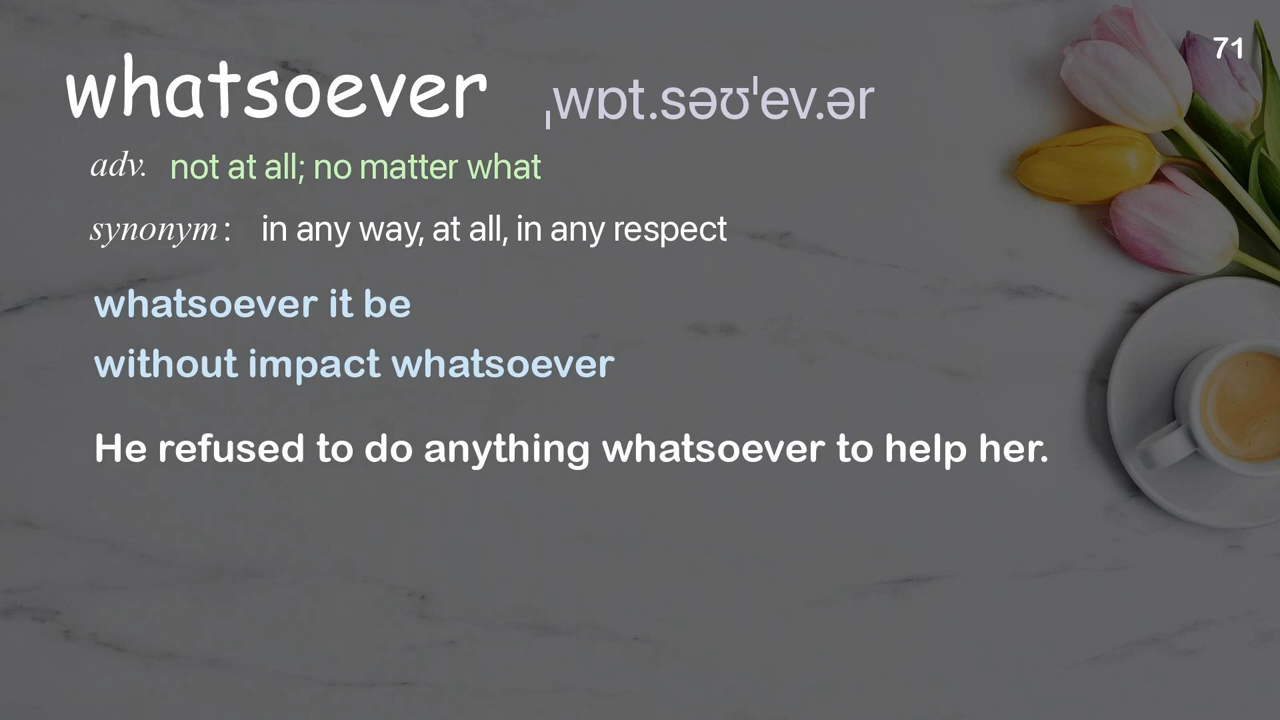 71
whatsoever ˌwɒt.səʊˈev.ər
adv. not at all; no matter what
synonym: in any way, at all, in any respect
whatsoever it be
without impact whatsoever
He refused to do anything whatsoever to help her.